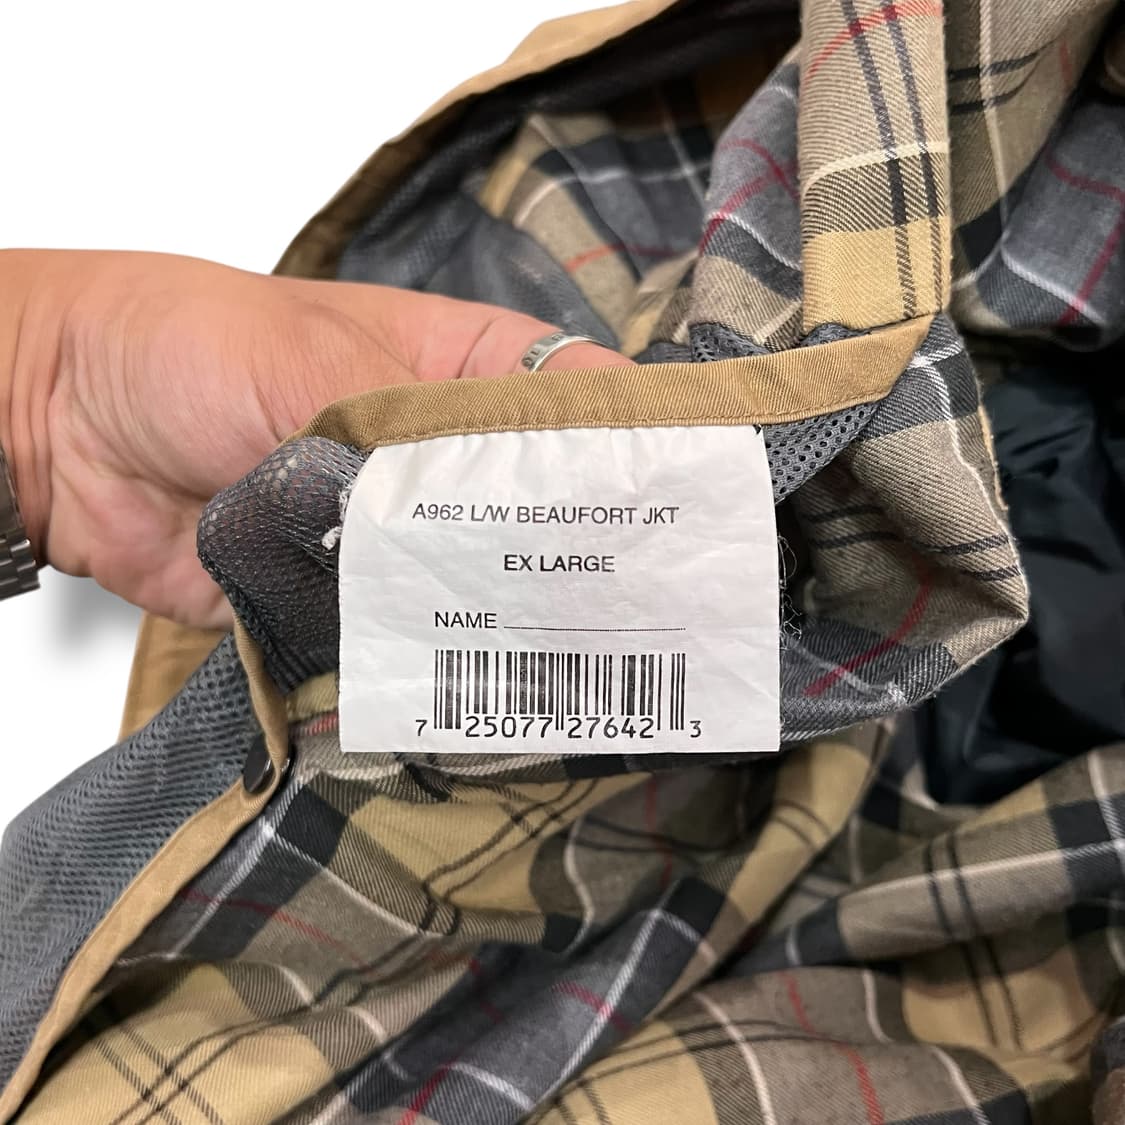 A962 L/W BEAUFORT JKT
EX LARGE
NAME
7 25077 27642 3